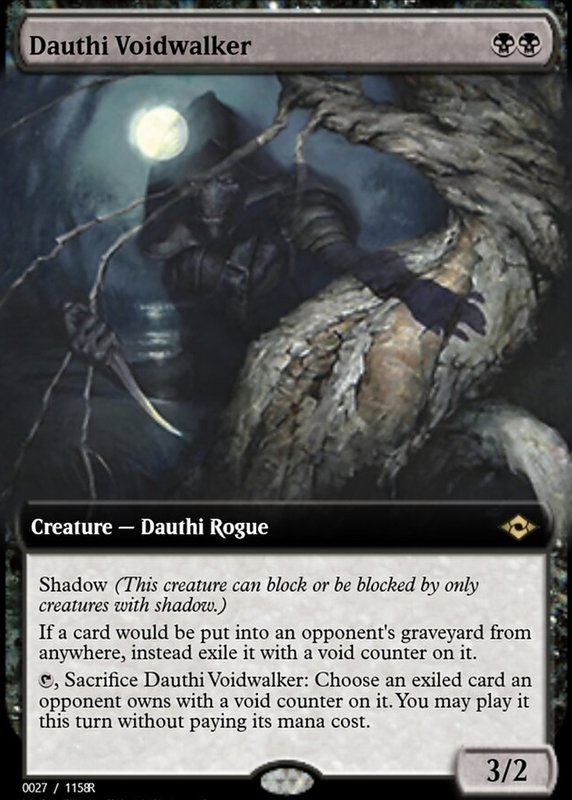 Dauthi Voidwalker
Creature — Dauthi Rogue
Shadow (This creature can block or be blocked by only
creatures with shadow.)
If a card would be put into an opponent's graveyard from
anywhere, instead exile it with a void counter on it.
, Sacrifice Dauthi Voidwalker: Choose an exiled card an
opponent owns with a void counter on it. You may play it
this turn without paying its mana cost.
3/2
0027 / 1158R